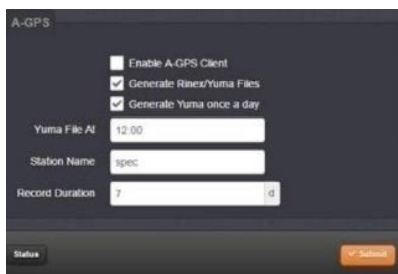 A-GPS
Enable A-GPS Client
Generate Rinex/Yuma Files
Generate Yuma once a day
Yuma File At 12:00
Station Name spec
Record Duration 7 d
Status Submit